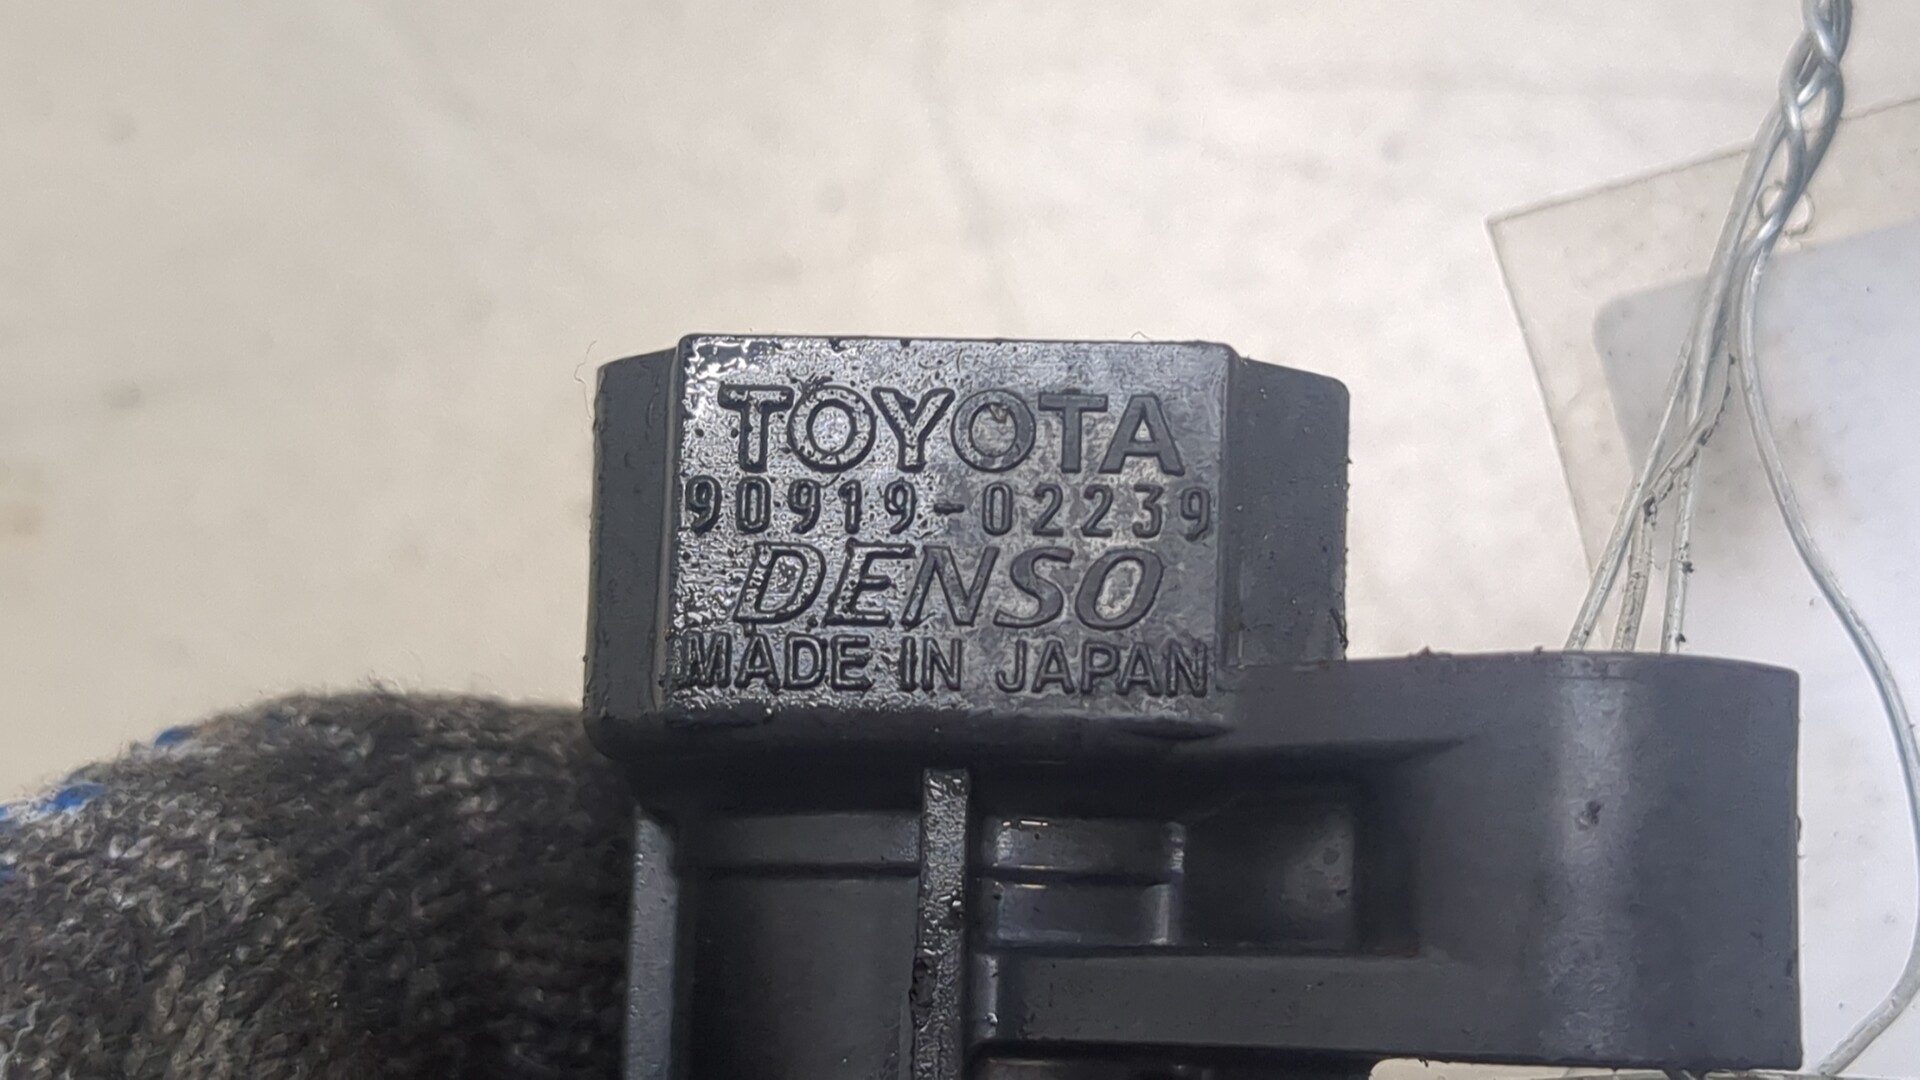 TOYOTA
90919-02239
DENSO
MADE IN JAPAN